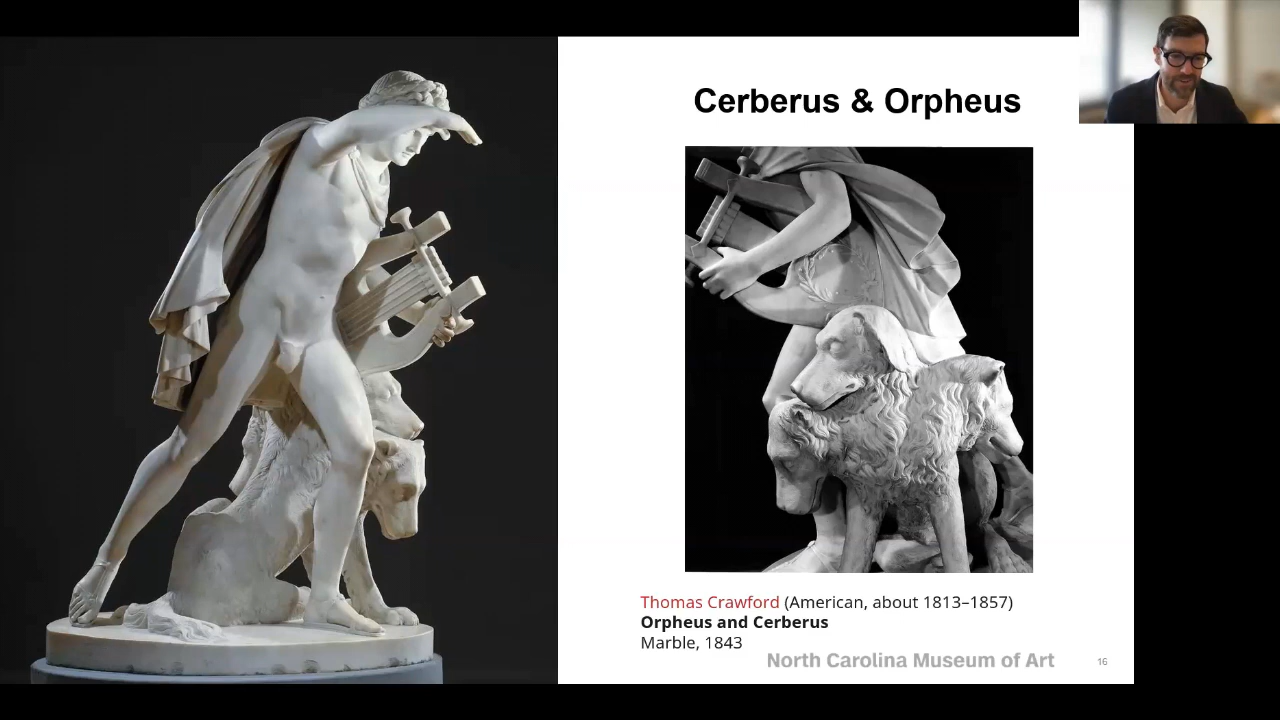 Cerberus & Orpheus
Thomas Crawford (American, about 1813–1857)
Orpheus and Cerberus
Marble, 1843
North Carolina Museum of Art
16